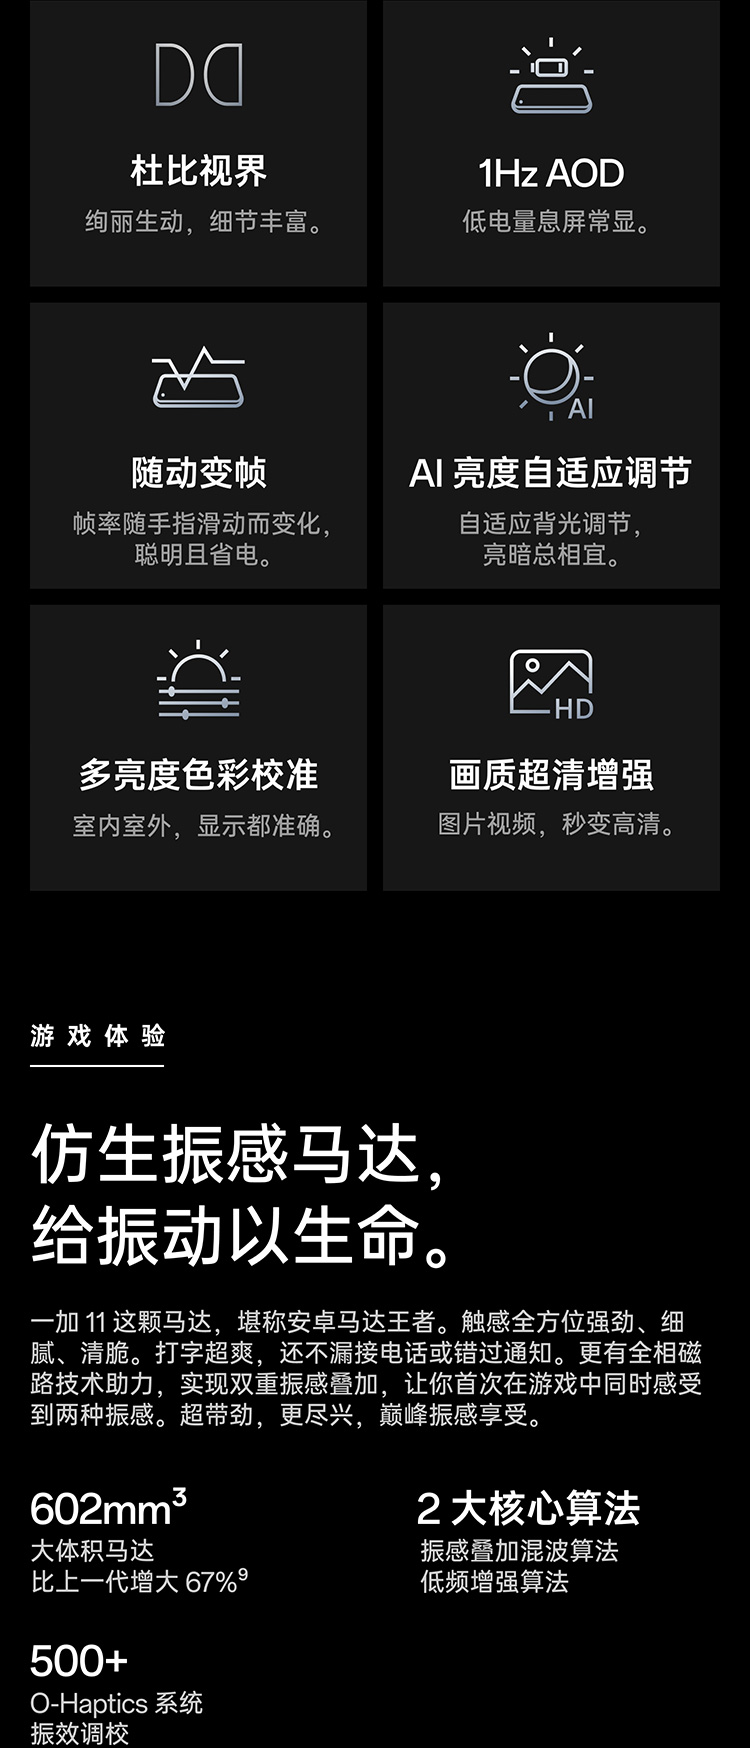 杜比视界
绚丽生动，细节丰富。
1Hz AOD
低电量息屏常显。
随动变帧
帧率随手指滑动而变化，
聪明且省电。
AI
AI 亮度自适应调节
自适应背光调节，
亮暗总相宜。
多亮度色彩校准
室内室外，显示都准确。
HD
画质超清增强
图片视频，秒变高清。
游戏体验
仿生振感马达，
给振动以生命。
一加 11 这颗马达，堪称安卓马达王者。触感全方位强劲、细
腻、清脆。打字超爽，还不漏接电话或错过通知。更有全相磁
路技术助力，实现双重振感叠加，让你首次在游戏中同时感受
到两种振感。超带劲，更尽兴，巅峰振感享受。
602mm³
大体积马达
比上一代增大 67%⁹
2 大核心算法
振感叠加混波算法
低频增强算法
500+
O-Haptics 系统
振效调校